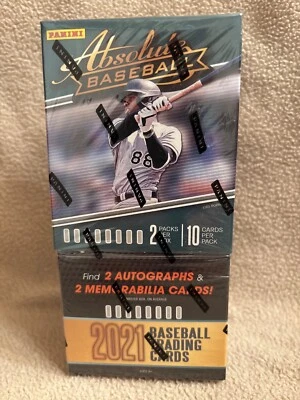 PANINI
Absolute
BASEBALL
88
2 PACKS PER BOX
10 CARDS PER PACK
Find 2 AUTOGRAPHS &
2 MEMORABILIA CARDS!
2021 BASEBALL
TRADING
CARDS